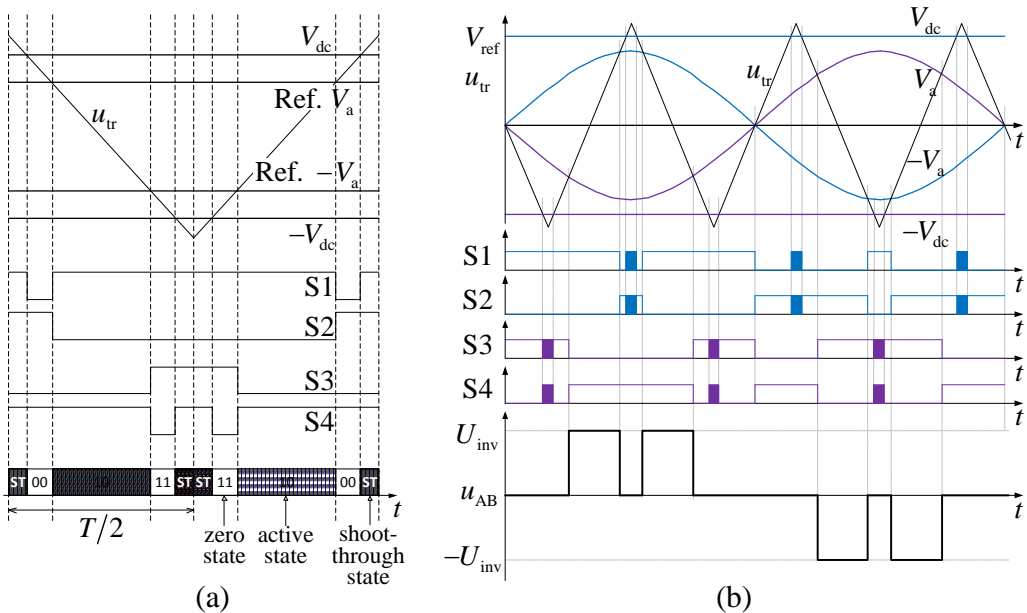 V_dc
Ref. V_a
u_tr
Ref. −V_a
−V_dc
S1
S2
S3
S4
ST 00 10 11 ST ST 11 10 00 ST
t
T/2
zero state
active state
shoot-through state
(a)
V_ref
u_tr
V_dc
u_tr
V_a
t
−V_a
−V_dc
S1
t
S2
t
S3
t
S4
t
U_inv
u_AB
t
−U_inv
(b)